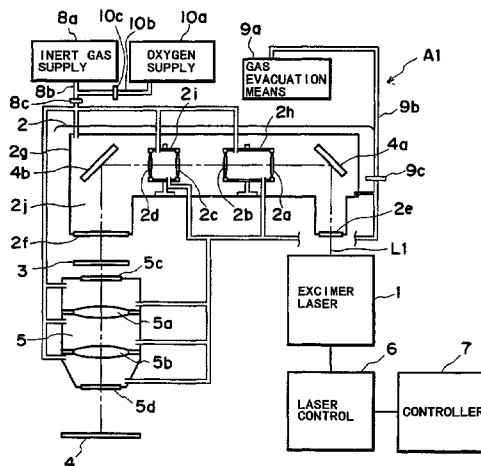 8a
10c
10b
10a
9a
INERT GAS
SUPPLY
OXYGEN
SUPPLY
GAS
EVACUATION
MEANS
A1
8b
8c
2i
2h
9b
2
2g
4b
4a
9c
2j
2d
2c
2b
2a
2f
2e
L1
3
5c
EXCIMER
LASER
1
5a
5
5b
6
7
5d
LASER
CONTROL
CONTROLLER
4